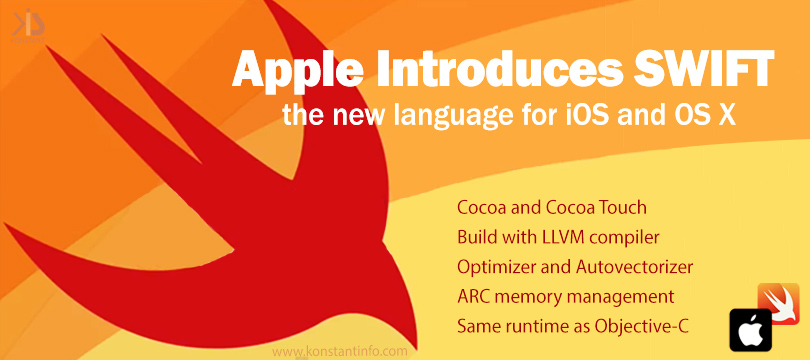 Apple Introduces SWIFT
the new language for iOS and OS X
Cocoa and Cocoa Touch
Build with LLVM compiler
Optimizer and Autovectorizer
ARC memory management
Same runtime as Objective-C
www.konstantinfo.com